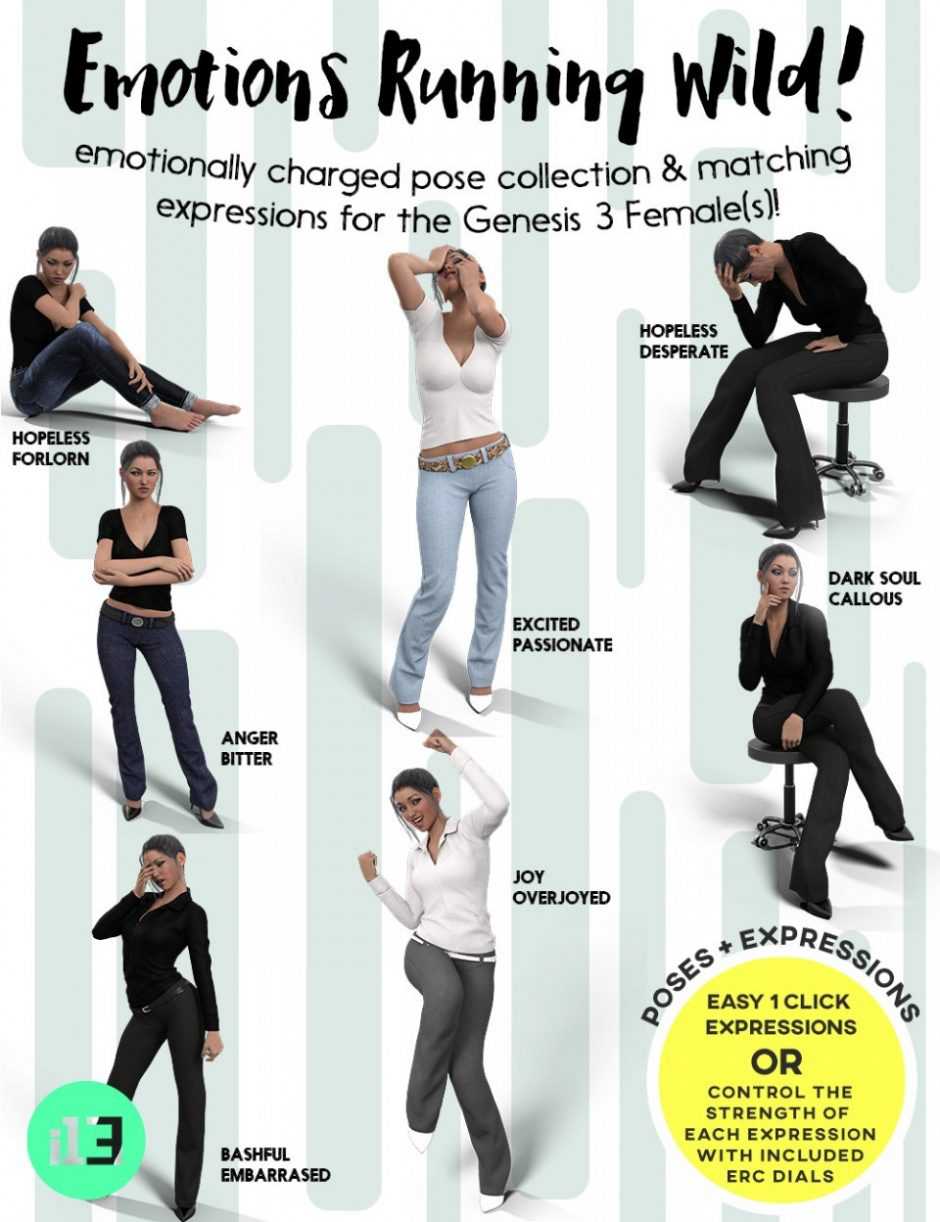 Emotions Running Wild!
emotionally charged pose collection & matching
expressions for the Genesis 3 Female(s)!
HOPELESS
FORLORN
HOPELESS
DESPERATE
EXCITED
PASSIONATE
DARK SOUL
CALLOUS
ANGER
BITTER
JOY
OVERJOYED
BASHFUL
EMBARRASED
POSES + EXPRESSIONS
EASY 1 CLICK
EXPRESSIONS
OR
CONTROL THE
STRENGTH OF
EACH EXPRESSION
WITH INCLUDED
ERC DIALS
i13